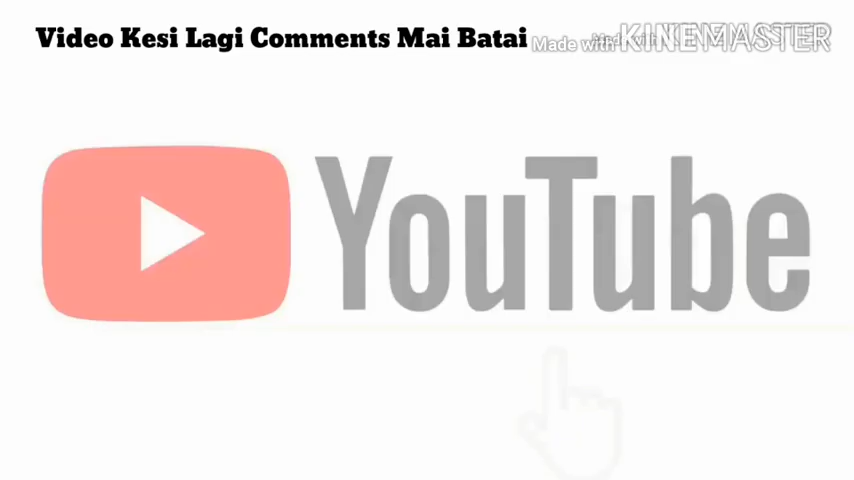 Video Kesi Lagi Comments Mai Batai
Made with KINEMASTER
YouTube